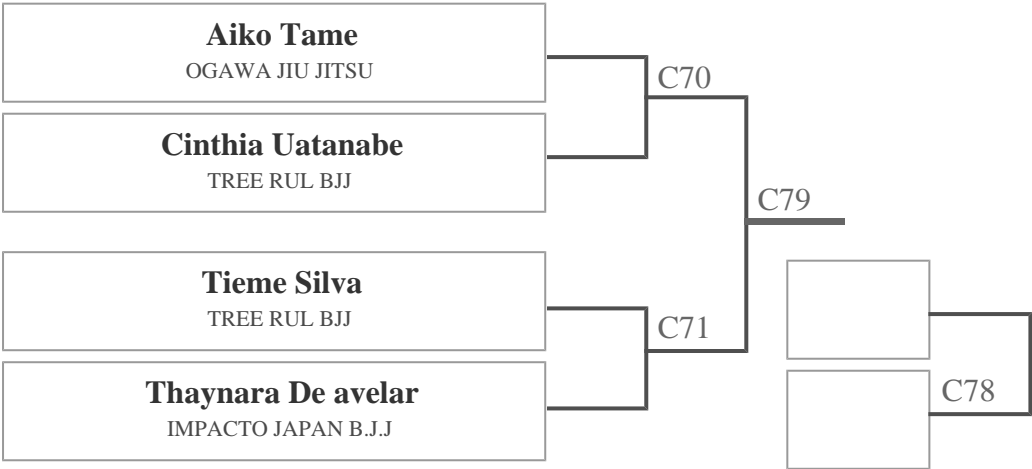 Aiko Tame
OGAWA JIU JITSU
C70
Cinthia Uatanabe
TREE RUL BJJ
C79
Tieme Silva
TREE RUL BJJ
C71
Thaynara De avelar
IMPACTO JAPAN B.J.J
C78